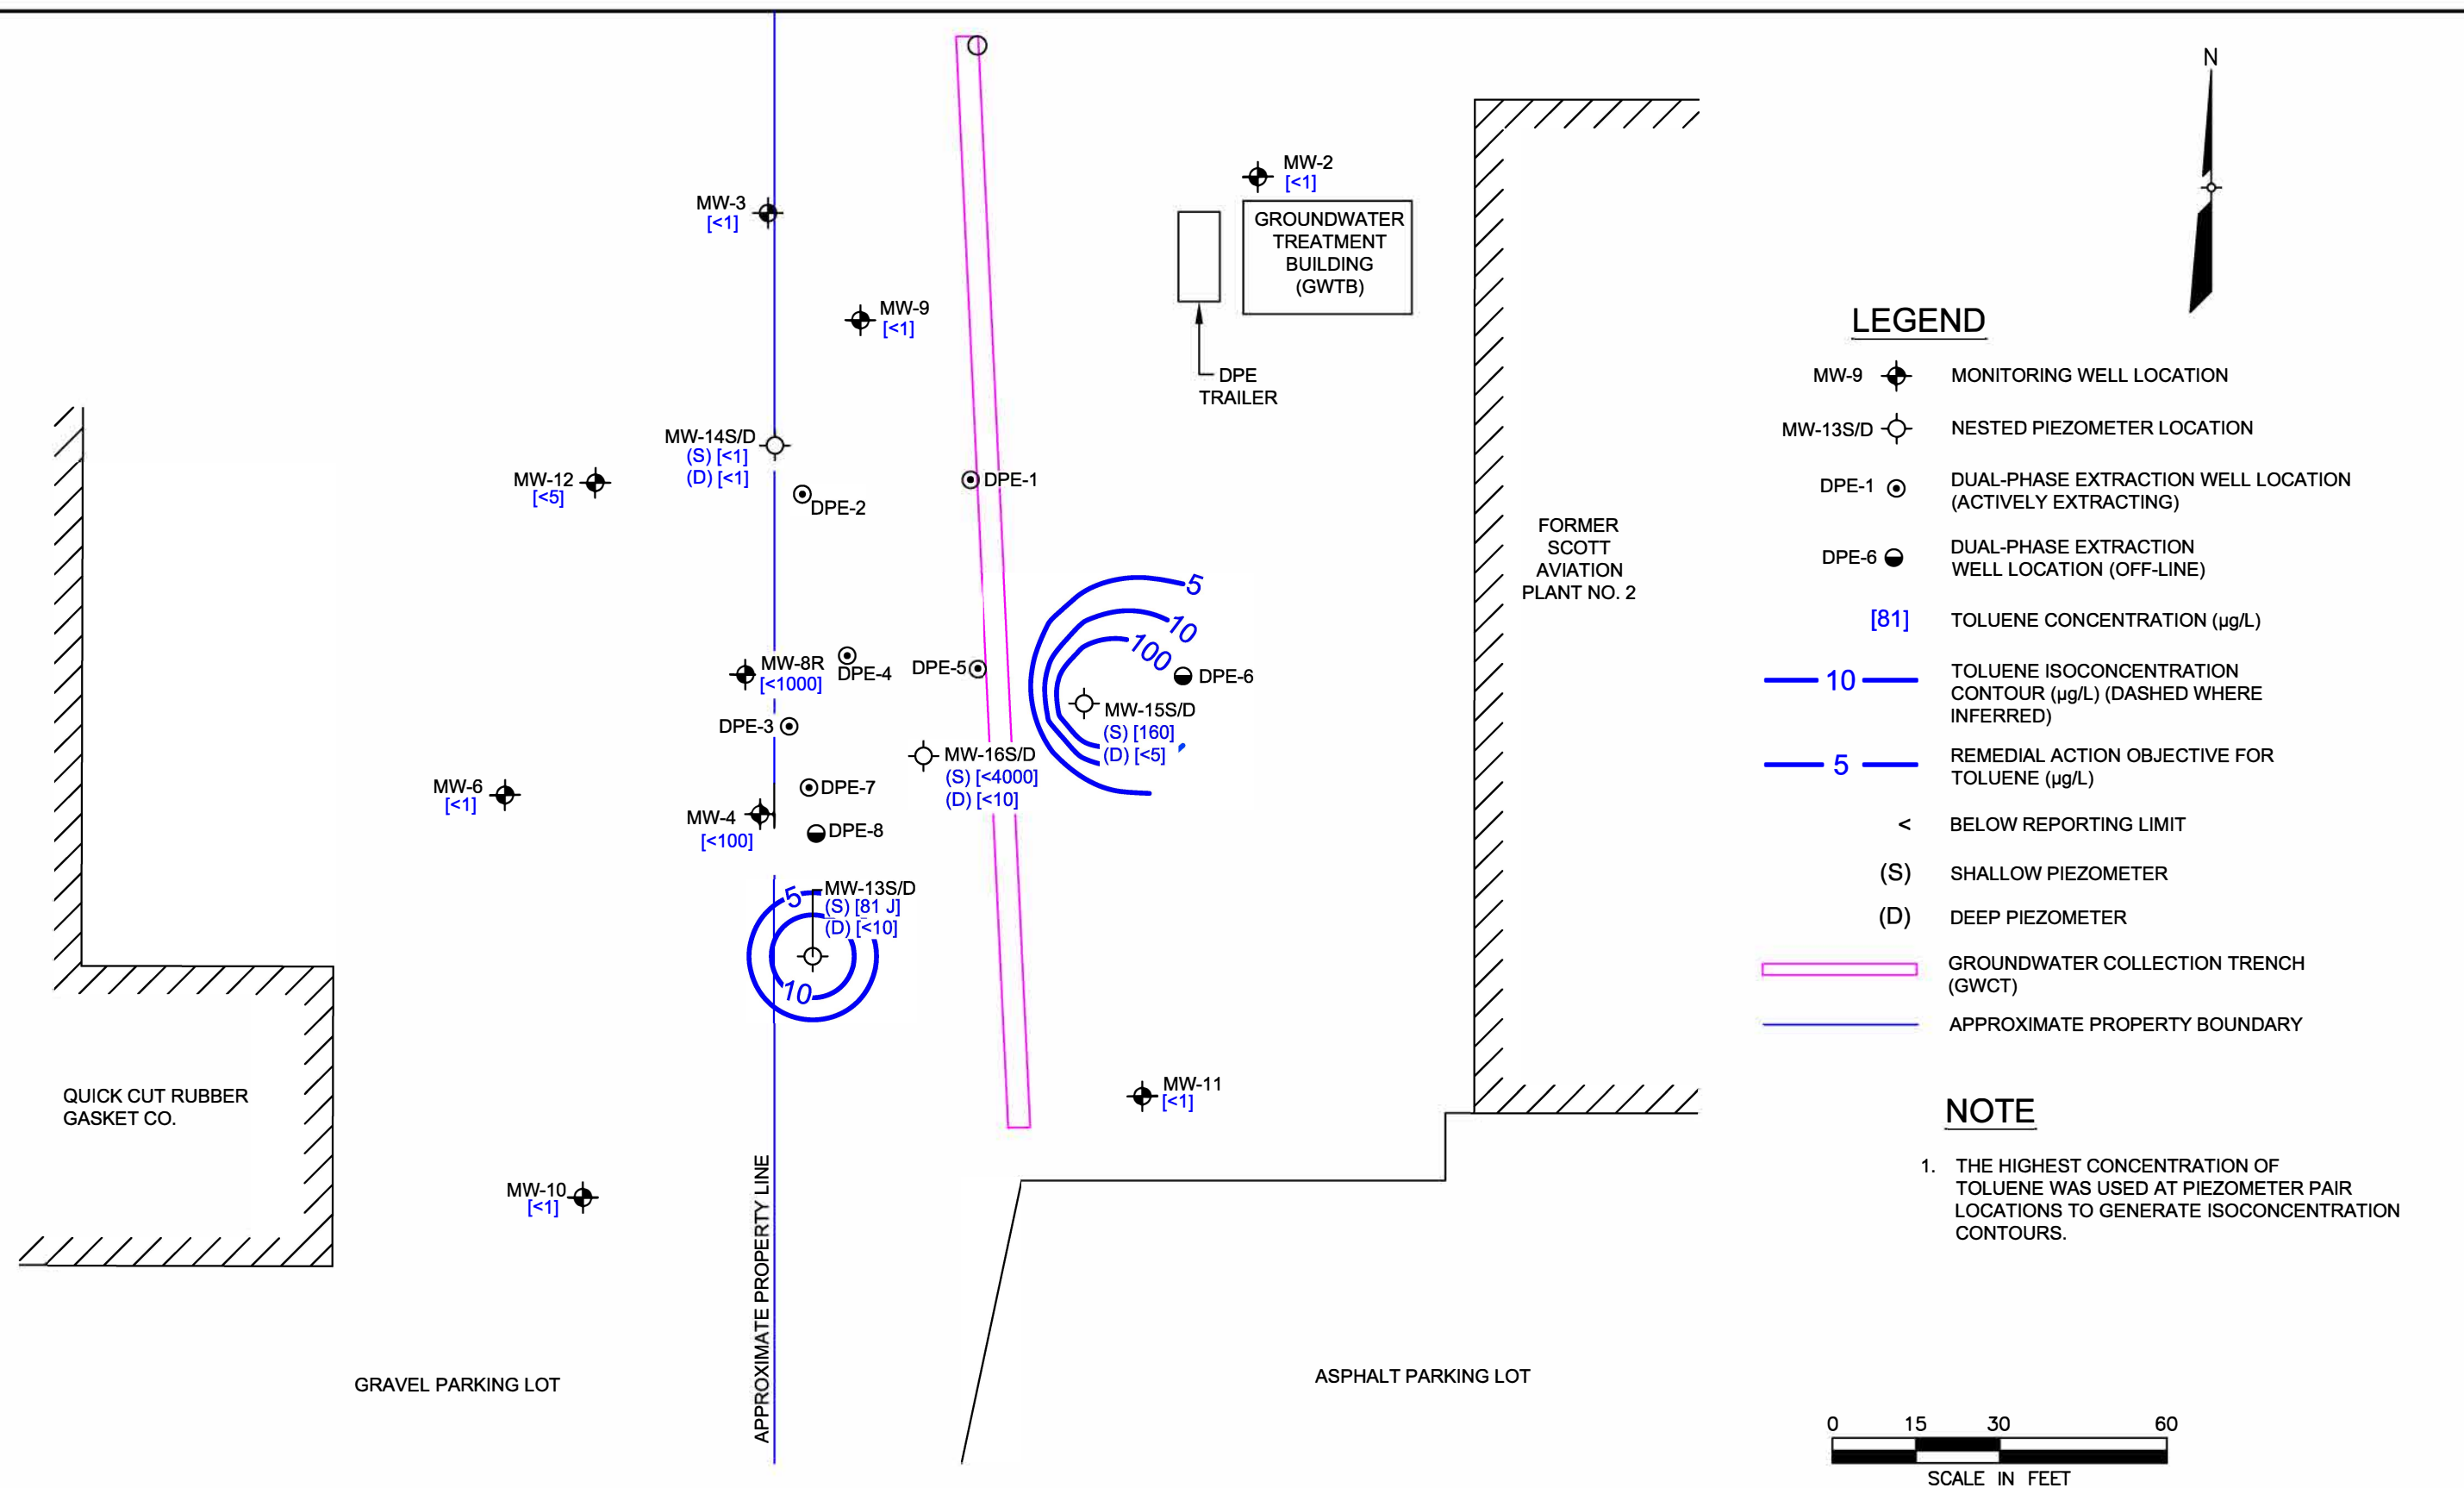 N
MW-2
[<1]
MW-3
[<1]
GROUNDWATER
TREATMENT
BUILDING
(GWTB)
MW-9
[<1]
DPE
TRAILER
MW-14S/D
(S) [<1]
(D) [<1]
MW-12
[<5]
DPE-1
DPE-2
FORMER
SCOTT
AVIATION
PLANT NO. 2
5
10
100
MW-8R
[<1000]
DPE-4
DPE-5
DPE-6
MW-15S/D
(S) [160]
(D) [<5]
DPE-3
MW-16S/D
(S) [<4000]
(D) [<10]
MW-6
[<1]
DPE-7
MW-4
[<100]
DPE-8
5
MW-13S/D
(S) [81 J]
(D) [<10]
10
QUICK CUT RUBBER
GASKET CO.
MW-11
[<1]
MW-10
[<1]
APPROXIMATE PROPERTY LINE
GRAVEL PARKING LOT
ASPHALT PARKING LOT
LEGEND
MW-9 MONITORING WELL LOCATION
MW-13S/D NESTED PIEZOMETER LOCATION
DPE-1 DUAL-PHASE EXTRACTION WELL LOCATION
(ACTIVELY EXTRACTING)
DPE-6 DUAL-PHASE EXTRACTION
WELL LOCATION (OFF-LINE)
[81] TOLUENE CONCENTRATION (µg/L)
10 TOLUENE ISOCONCENTRATION
CONTOUR (µg/L) (DASHED WHERE
INFERRED)
5 REMEDIAL ACTION OBJECTIVE FOR
TOLUENE (µg/L)
< BELOW REPORTING LIMIT
(S) SHALLOW PIEZOMETER
(D) DEEP PIEZOMETER
GROUNDWATER COLLECTION TRENCH
(GWCT)
APPROXIMATE PROPERTY BOUNDARY
NOTE
1. THE HIGHEST CONCENTRATION OF
TOLUENE WAS USED AT PIEZOMETER PAIR
LOCATIONS TO GENERATE ISOCONCENTRATION
CONTOURS.
0 15 30 60
SCALE IN FEET